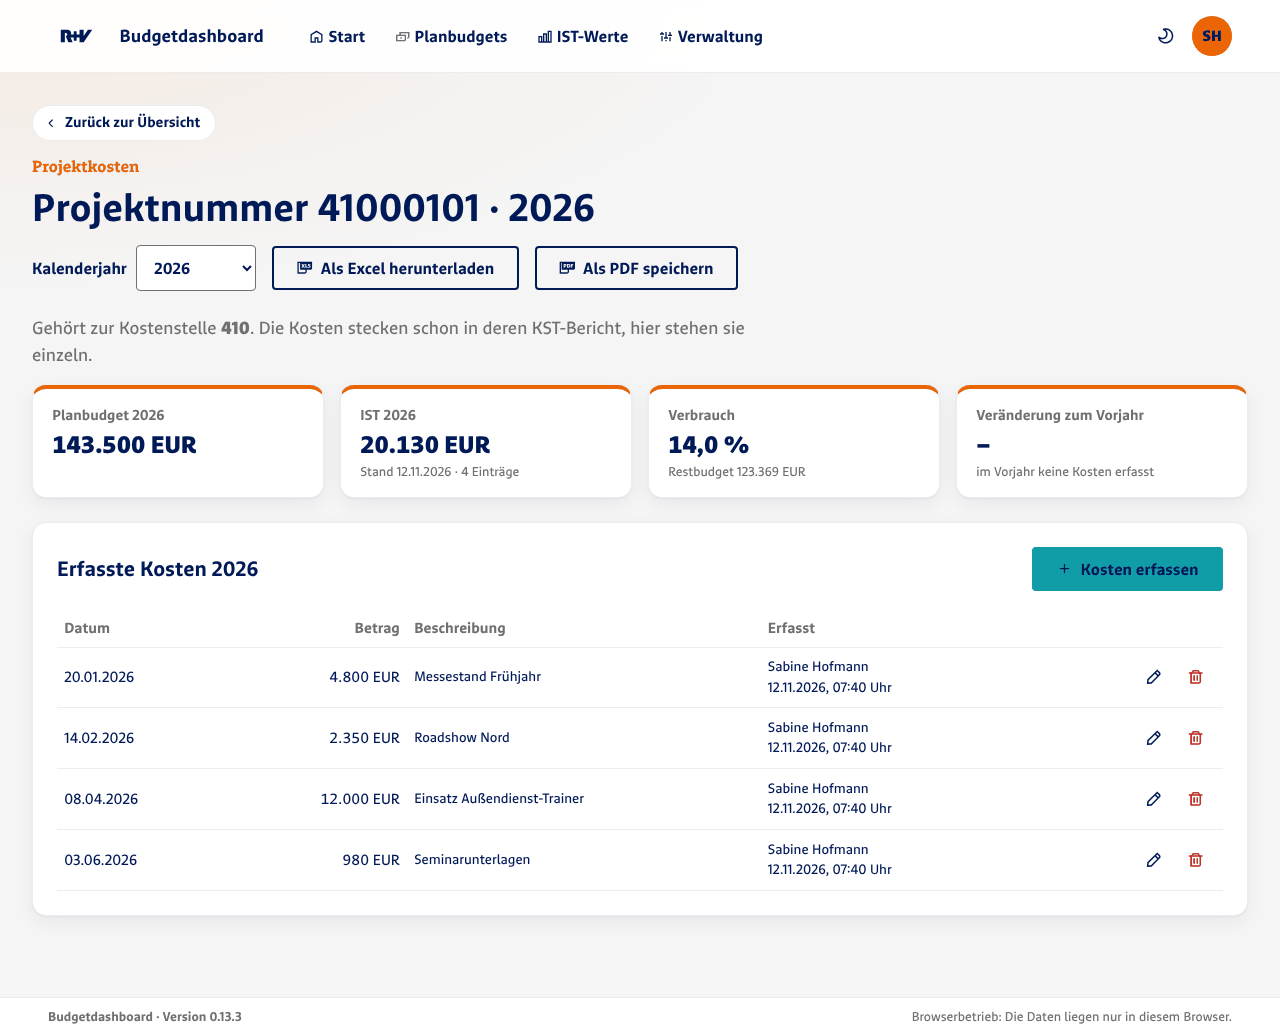 R+V Budgetdashboard Start Planbudgets IST-Werte Verwaltung SH
Zurück zur Übersicht
Projektkosten
Projektnummer 41000101 · 2026
Kalenderjahr 2026 Als Excel herunterladen PDF Als PDF speichern
Gehört zur Kostenstelle 410. Die Kosten stecken schon in deren KST-Bericht, hier stehen sie
einzeln.
Planbudget 2026
143.500 EUR
IST 2026
20.130 EUR
Stand 12.11.2026 · 4 Einträge
Verbrauch
14,0 %
Restbudget 123.369 EUR
Veränderung zum Vorjahr
–
im Vorjahr keine Kosten erfasst
Erfasste Kosten 2026
+ Kosten erfassen
Datum Betrag Beschreibung Erfasst
20.01.2026 4.800 EUR Messestand Frühjahr Sabine Hofmann
12.11.2026, 07:40 Uhr
14.02.2026 2.350 EUR Roadshow Nord Sabine Hofmann
12.11.2026, 07:40 Uhr
08.04.2026 12.000 EUR Einsatz Außendienst-Trainer Sabine Hofmann
12.11.2026, 07:40 Uhr
03.06.2026 980 EUR Seminarunterlagen Sabine Hofmann
12.11.2026, 07:40 Uhr
Budgetdashboard · Version 0.13.3
Browserbetrieb: Die Daten liegen nur in diesem Browser.